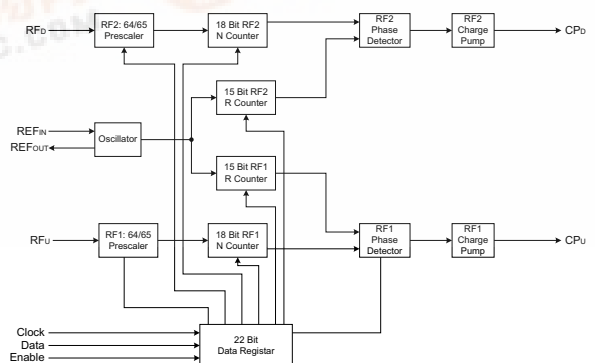 RFD
RF2: 64/65
Prescaler
18 Bit RF2
N Counter
RF2
Phase
Detector
RF2
Charge
Pump
CPD
15 Bit RF2
R Counter
REFIN
REFOUT
Oscillator
15 Bit RF1
R Counter
RFU
RF1: 64/65
Prescaler
18 Bit RF1
N Counter
RF1
Phase
Detector
RF1
Charge
Pump
CPU
Clock
Data
Enable
22 Bit
Data Registar